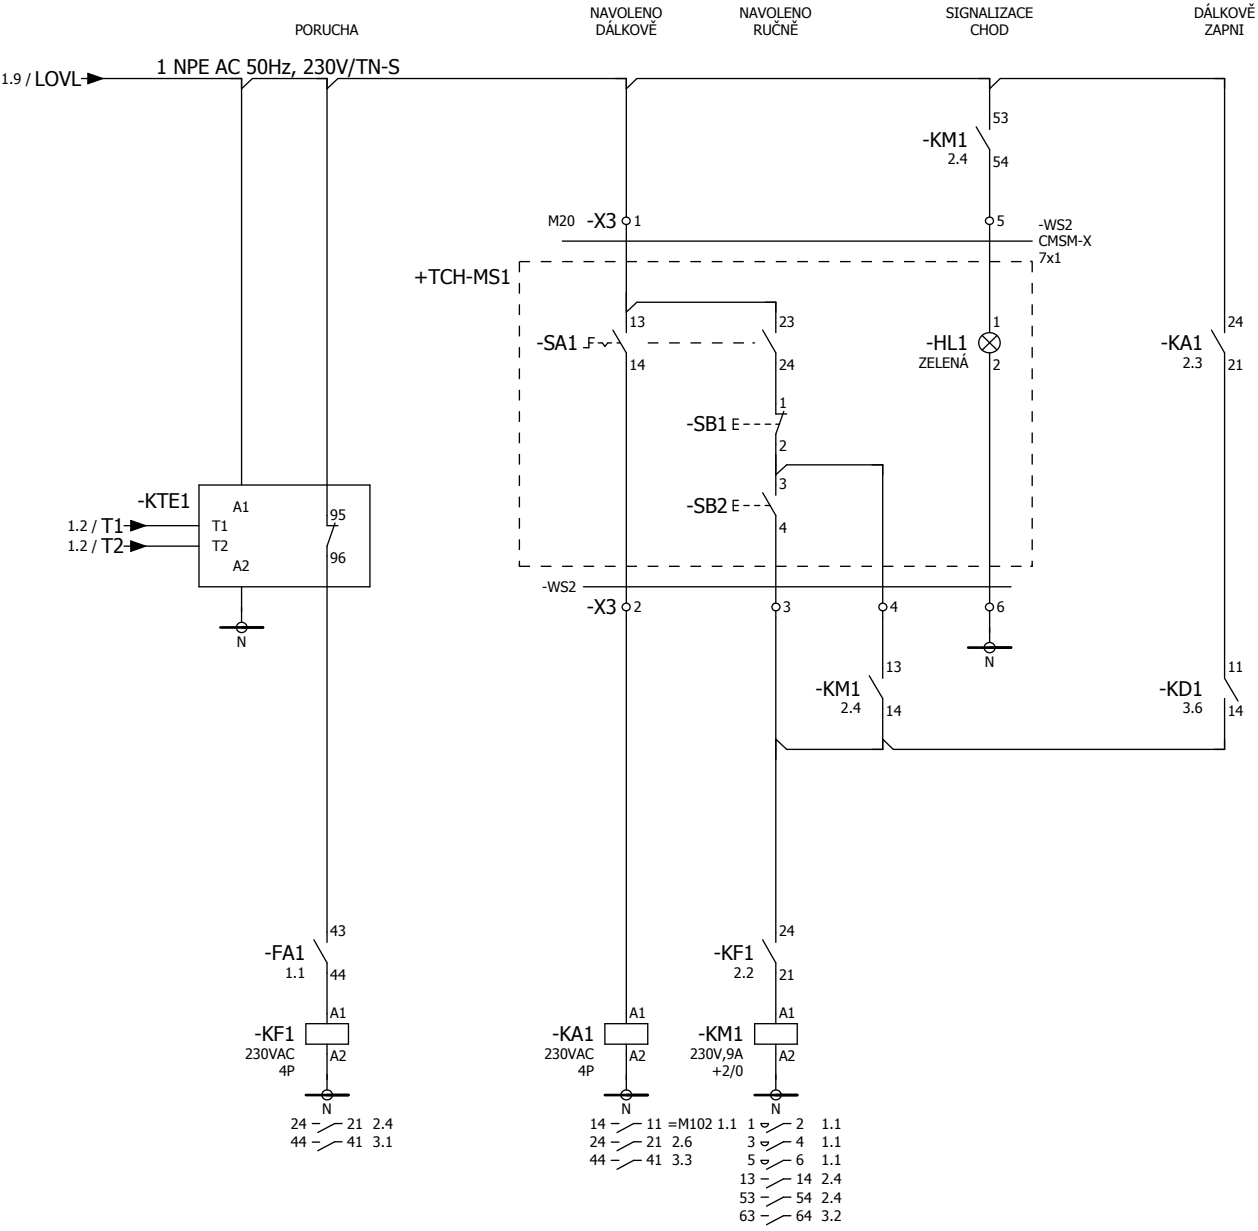 PORUCHA
NAVOLENO
DÁLKOVĚ
NAVOLENO
RUČNĚ
SIGNALIZACE
CHOD
DÁLKOVĚ
ZAPNI
1.9 / LOVL
1 NPE AC 50Hz, 230V/TN-S
53
-KM1
2.4
54
M20 -X3 1
5
-WS2
CMSM-X
7x1
+TCH-MS1
13
-SA1
14
23
24
1
-HL1
ZELENÁ
2
24
-KA1
2.3
21
1
-SB1 E
2
3
-SB2 E
4
-KTE1
A1
1.2 / T1
T1
1.2 / T2
T2
A2
95
96
N
-WS2
-X3 2
3
4
6
N
13
-KM1
2.4
14
11
-KD1
3.6
14
43
-FA1
1.1
44
24
-KF1
2.2
21
A1
-KF1
230VAC
4P
A2
N
A1
-KA1
230VAC
4P
A2
N
A1
-KM1
230V,9A
+2/0
A2
N
24 21 2.4
44 41 3.1
14 11 =M102 1.1
24 21 2.6
44 41 3.3
1 2 1.1
3 4 1.1
5 6 1.1
13 14 2.4
53 54 2.4
63 64 3.2